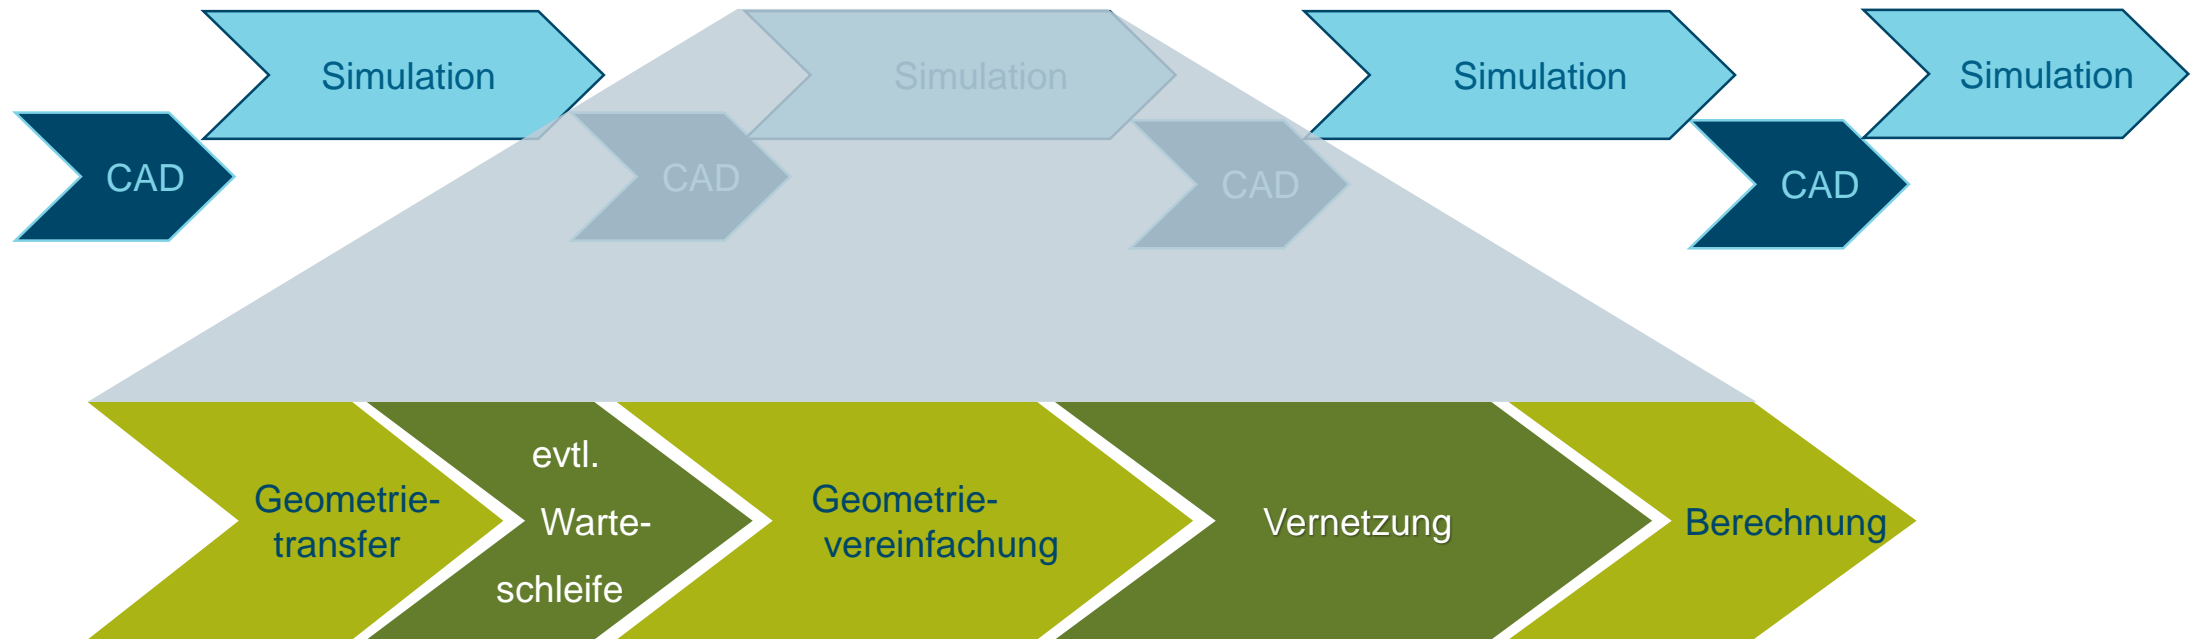 Simulation
Simulation
Simulation
Simulation
CAD
CAD
CAD
CAD
Geometrie-
transfer
evtl.
Warte-
schleife
Geometrie-
vereinfachung
Vernetzung
Berechnung